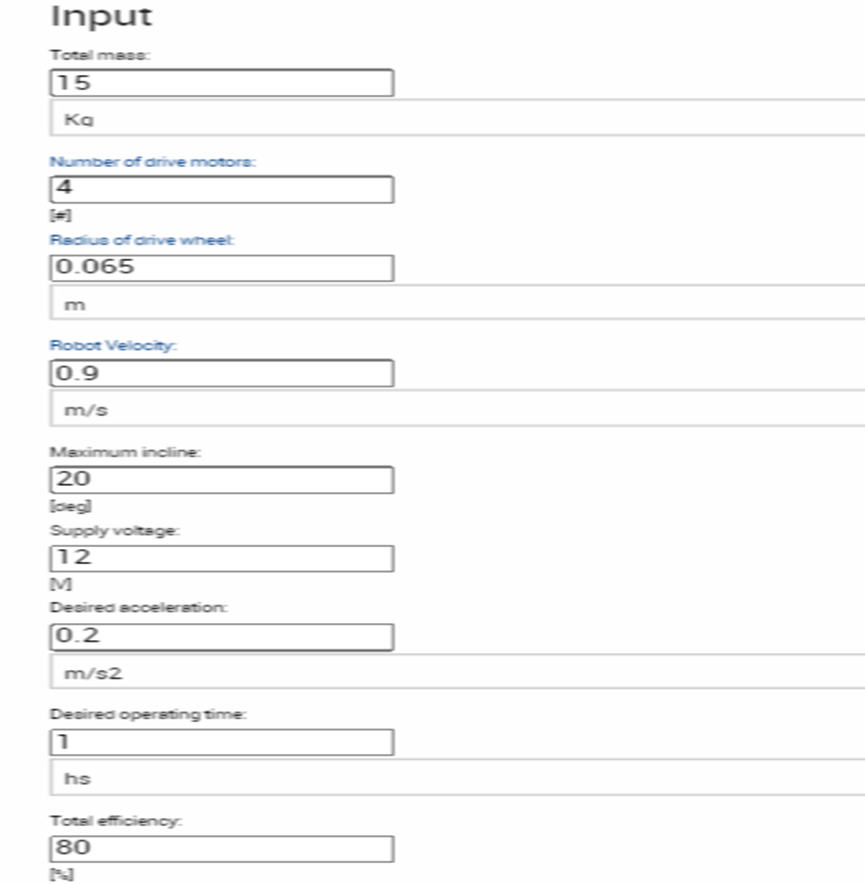 Input
Total mass:
15
Kg
Number of drive motors:
4
[#]
Radius of drive wheel:
0.065
m
Robot Velocity:
0.9
m/s
Maximum incline:
20
[deg]
Supply voltage:
12
[V]
Desired acceleration:
0.2
m/s2
Desired operating time:
1
hs
Total efficiency:
80
[%]